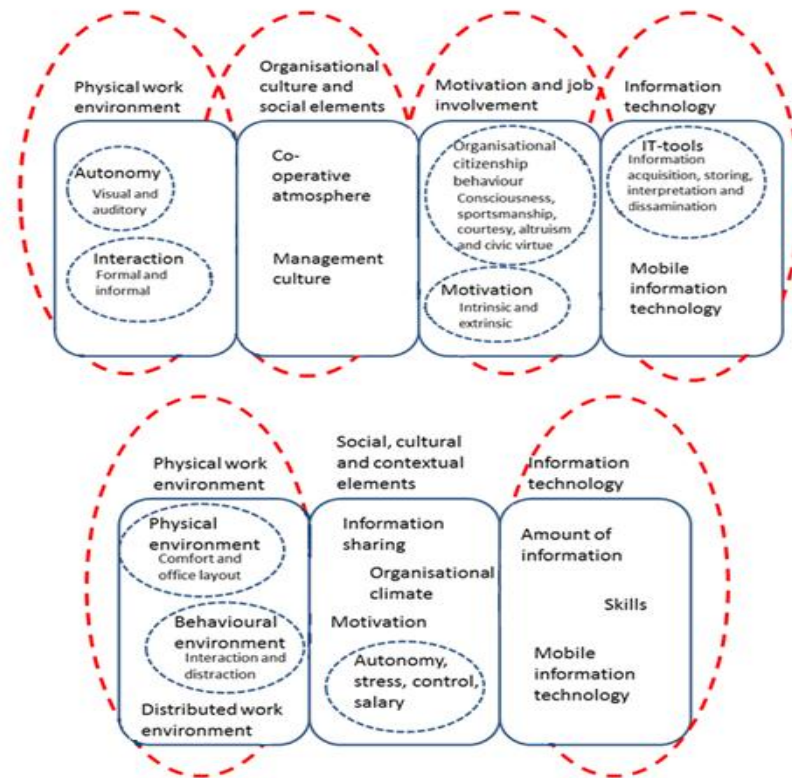 Physical work
environment
Organisational
culture and
social elements
Motivation and job
involvement
Information
technology
Autonomy
Visual and
auditory
Interaction
Formal and
informal
Co-
operative
atmosphere
Management
culture
Organisational
citizenship
behaviour
Consciousness,
sportsmanship,
courtesy, altruism
and civic virtue
Motivation
Intrinsic and
extrinsic
IT-tools
Information
acquisition, storing,
interpretation and
dissamination
Mobile
information
technology
Physical work
environment
Social, cultural
and contextual
elements
Information
technology
Physical
environment
Comfort and
office layout
Behavioural
environment
Interaction and
distraction
Distributed work
environment
Information
sharing
Organisational
climate
Motivation
Autonomy,
stress, control,
salary
Amount of
information
Skills
Mobile
information
technology